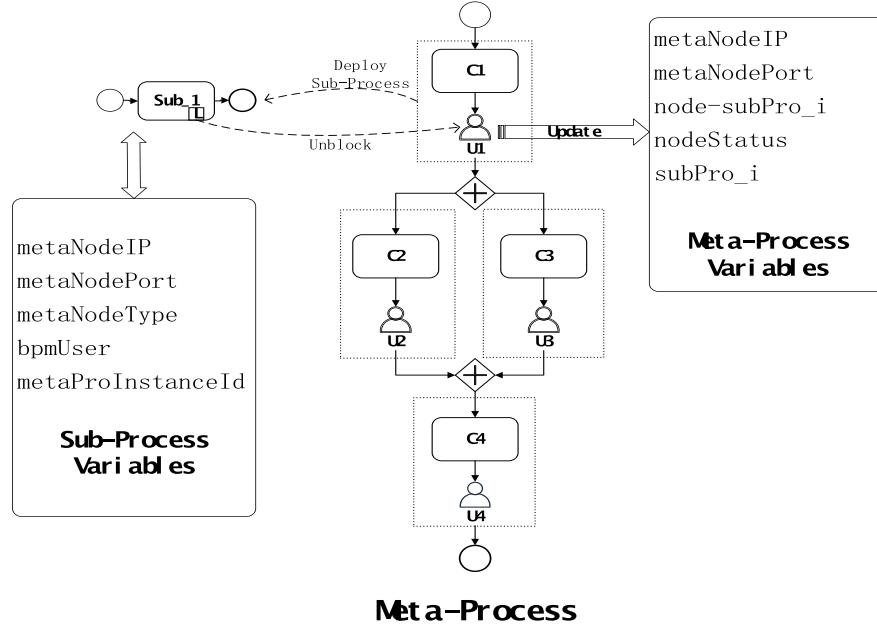 Deploy
Sub-Process
Sub_1
L
Unblock
C1
U1
Update
metaNodeIP
metaNodePort
node-subPro_i
nodeStatus
subPro_i
Meta-Process
Variables
metaNodeIP
metaNodePort
metaNodeType
bpmUser
metaProInstanceId
Sub-Process
Variables
C2
C3
U2
U3
C4
U4
Meta-Process